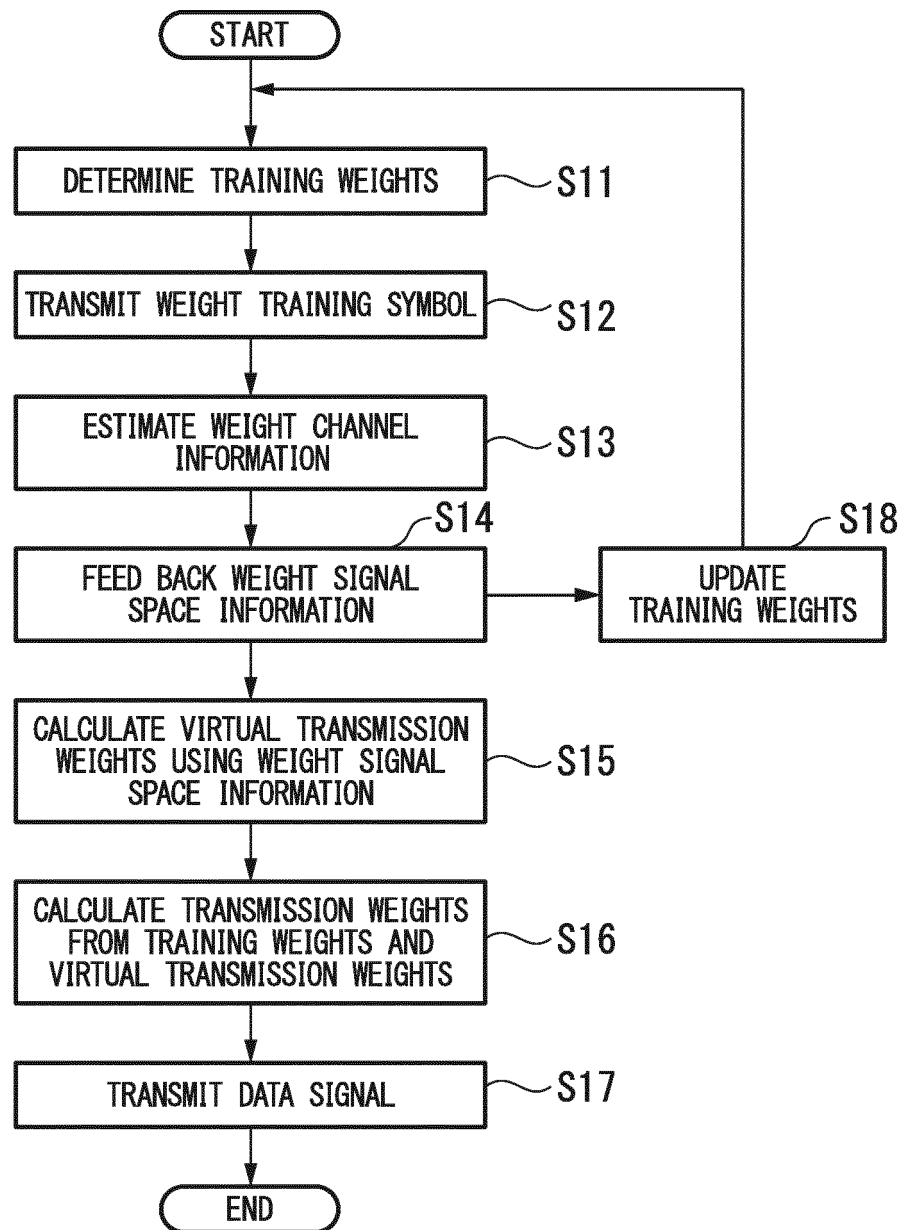 START
DETERMINE TRAINING WEIGHTS
S11
TRANSMIT WEIGHT TRAINING SYMBOL
S12
ESTIMATE WEIGHT CHANNEL
INFORMATION
S13
S14
FEED BACK WEIGHT SIGNAL
SPACE INFORMATION
S18
UPDATE
TRAINING WEIGHTS
CALCULATE VIRTUAL TRANSMISSION
WEIGHTS USING WEIGHT SIGNAL
SPACE INFORMATION
S15
CALCULATE TRANSMISSION WEIGHTS
FROM TRAINING WEIGHTS AND
VIRTUAL TRANSMISSION WEIGHTS
S16
TRANSMIT DATA SIGNAL
S17
END